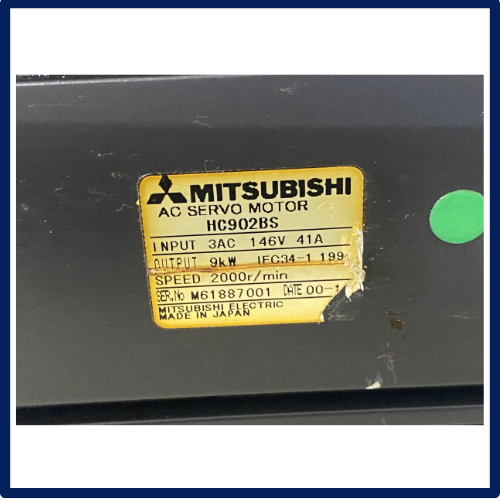 MITSUBISHI
AC SERVO MOTOR
HC902BS
INPUT 3AC 146V 41A
OUTPUT 9kW IEC34-1 199
SPEED 2000r/min
SER.No M61887001 DATE 00-1
MITSUBISHI ELECTRIC
MADE IN JAPAN